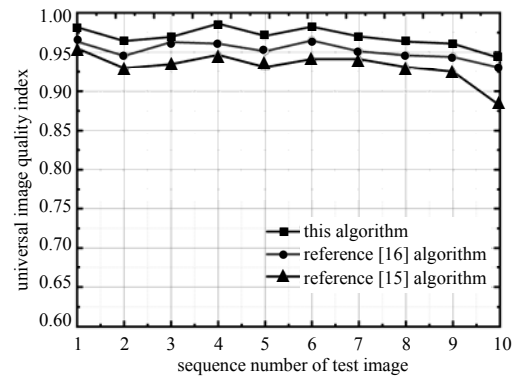 1.00
0.95
0.90
0.85
0.80
0.75
0.70
0.65
0.60
universal image quality index
this algorithm
reference [16] algorithm
reference [15] algorithm
1 2 3 4 5 6 7 8 9 10
sequence number of test image